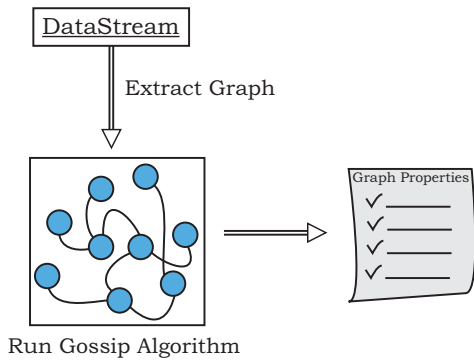 DataStream
Extract Graph
Graph Properties
Run Gossip Algorithm